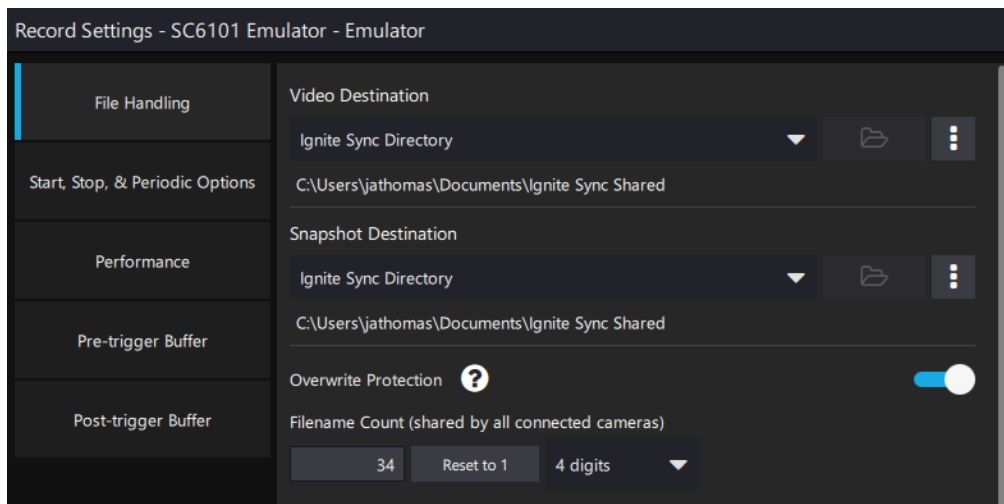 Record Settings - SC6101 Emulator - Emulator
File Handling
Start, Stop, & Periodic Options
Performance
Pre-trigger Buffer
Post-trigger Buffer
Video Destination
Ignite Sync Directory
C:\Users\jathomas\Documents\Ignite Sync Shared
Snapshot Destination
Ignite Sync Directory
C:\Users\jathomas\Documents\Ignite Sync Shared
Overwrite Protection ?
Filename Count (shared by all connected cameras)
34 Reset to 1 4 digits